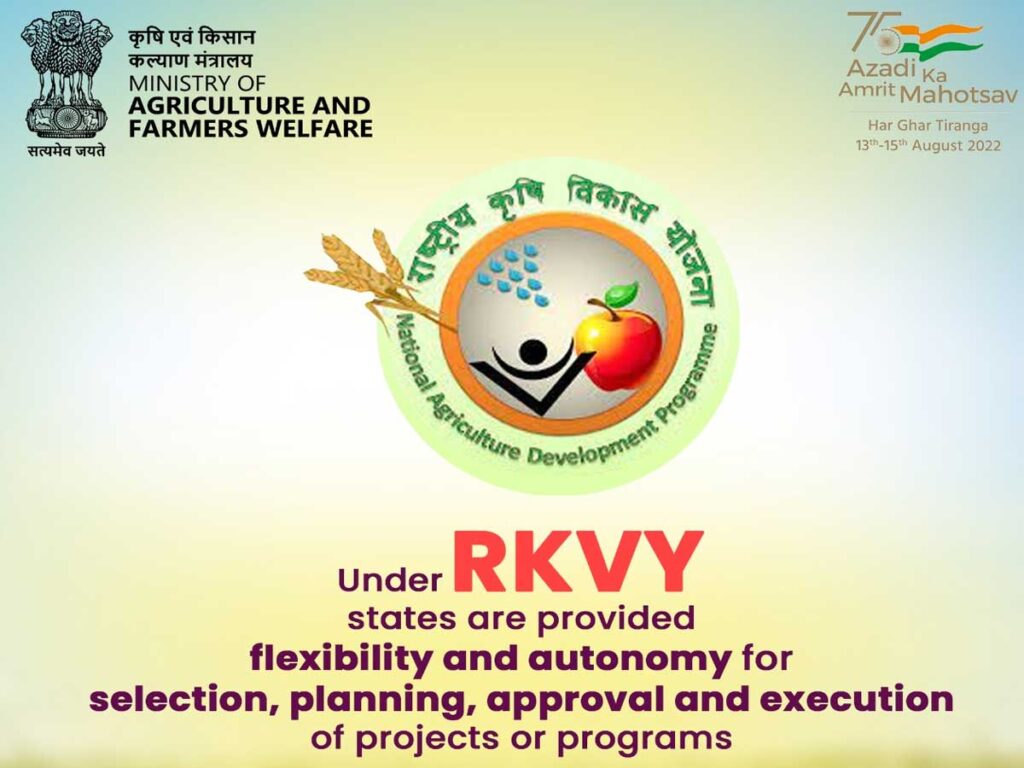 कृषि एवं किसान
कल्याण मंत्रालय
MINISTRY OF
AGRICULTURE AND
FARMERS WELFARE
सत्यमेव जयते
75
Azadi
Ka
Amrit
Mahotsav
Har Ghar Tiranga
13th-15th August 2022
राष्ट्रीय कृषि विकास योजना
National Agriculture Development Programme
Under RKVY
states are provided
flexibility and autonomy for
selection, planning, approval and execution
of projects or programs